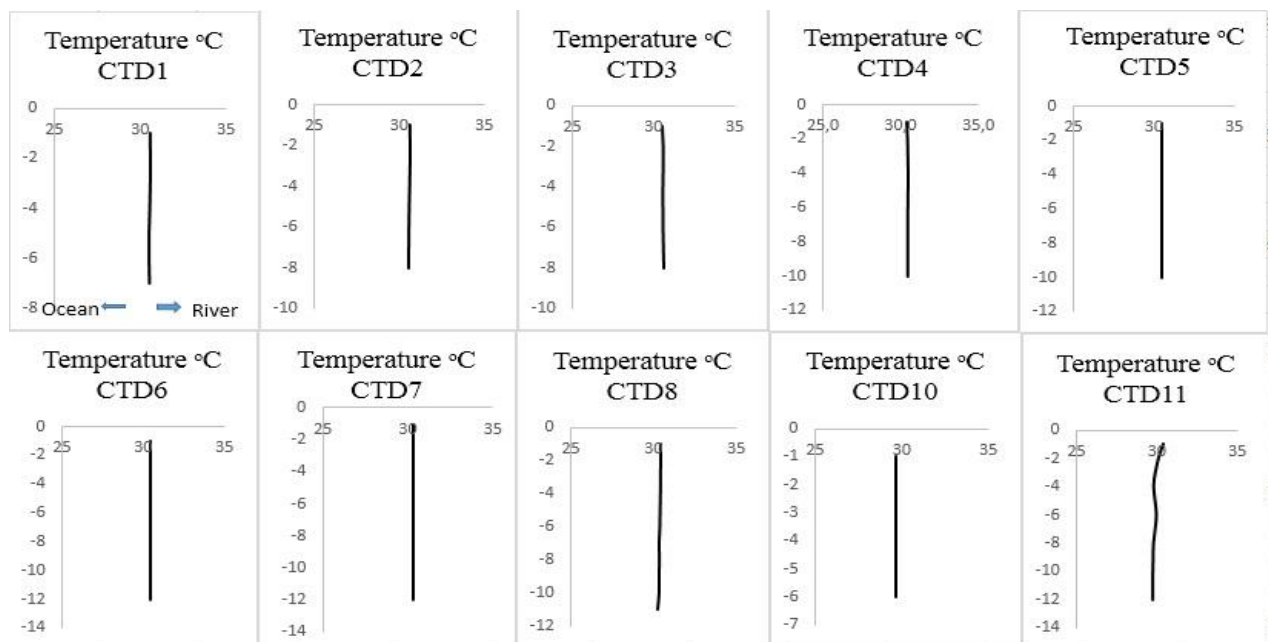 Temperature °C
CTD1
0
25 30 35
-2
-4
-6
-8
Ocean River
Temperature °C
CTD2
0
25 30 35
-2
-4
-6
-8
-10
Temperature °C
CTD3
0
25 30 35
-2
-4
-6
-8
-10
Temperature °C
CTD4
0
25,0 30,0 35,0
-2
-4
-6
-8
-10
-12
Temperature °C
CTD5
0
25 30 35
-2
-4
-6
-8
-10
-12
Temperature °C
CTD6
0
25 30 35
-2
-4
-6
-8
-10
-12
-14
Temperature °C
CTD7
0
25 30 35
-2
-4
-6
-8
-10
-12
-14
Temperature °C
CTD8
0
25 30 35
-2
-4
-6
-8
-10
-12
Temperature °C
CTD10
0
25 30 35
-1
-2
-3
-4
-5
-6
-7
Temperature °C
CTD11
0
25 30 35
-2
-4
-6
-8
-10
-12
-14